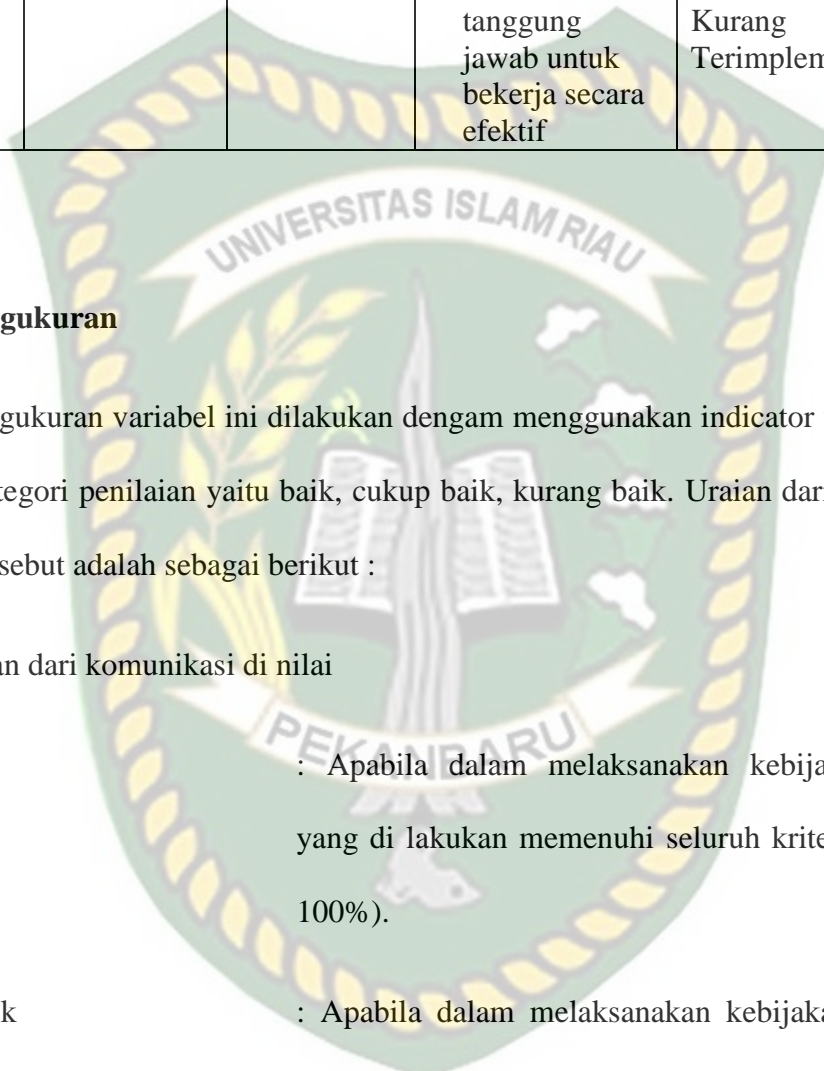 tanggung Kurang
jawab untuk Terimplem
bekerja secara
efektif
UNIVERSITAS ISLAM RIAU
gukuran
gukuran variabel ini dilakukan dengam menggunakan indicator
tegori penilaian yaitu baik, cukup baik, kurang baik. Uraian dari
sebut adalah sebagai berikut :
an dari komunikasi di nilai
PEKANBARU
: Apabila dalam melaksanakan kebija
yang di lakukan memenuhi seluruh krite
100%).
k : Apabila dalam melaksanakan kebijaka